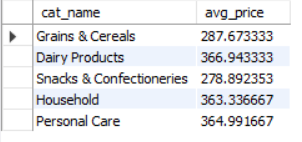 cat_name avg_price
Grains & Cereals 287.673333
Dairy Products 366.943333
Snacks & Confectioneries 278.892353
Household 363.336667
Personal Care 364.991667